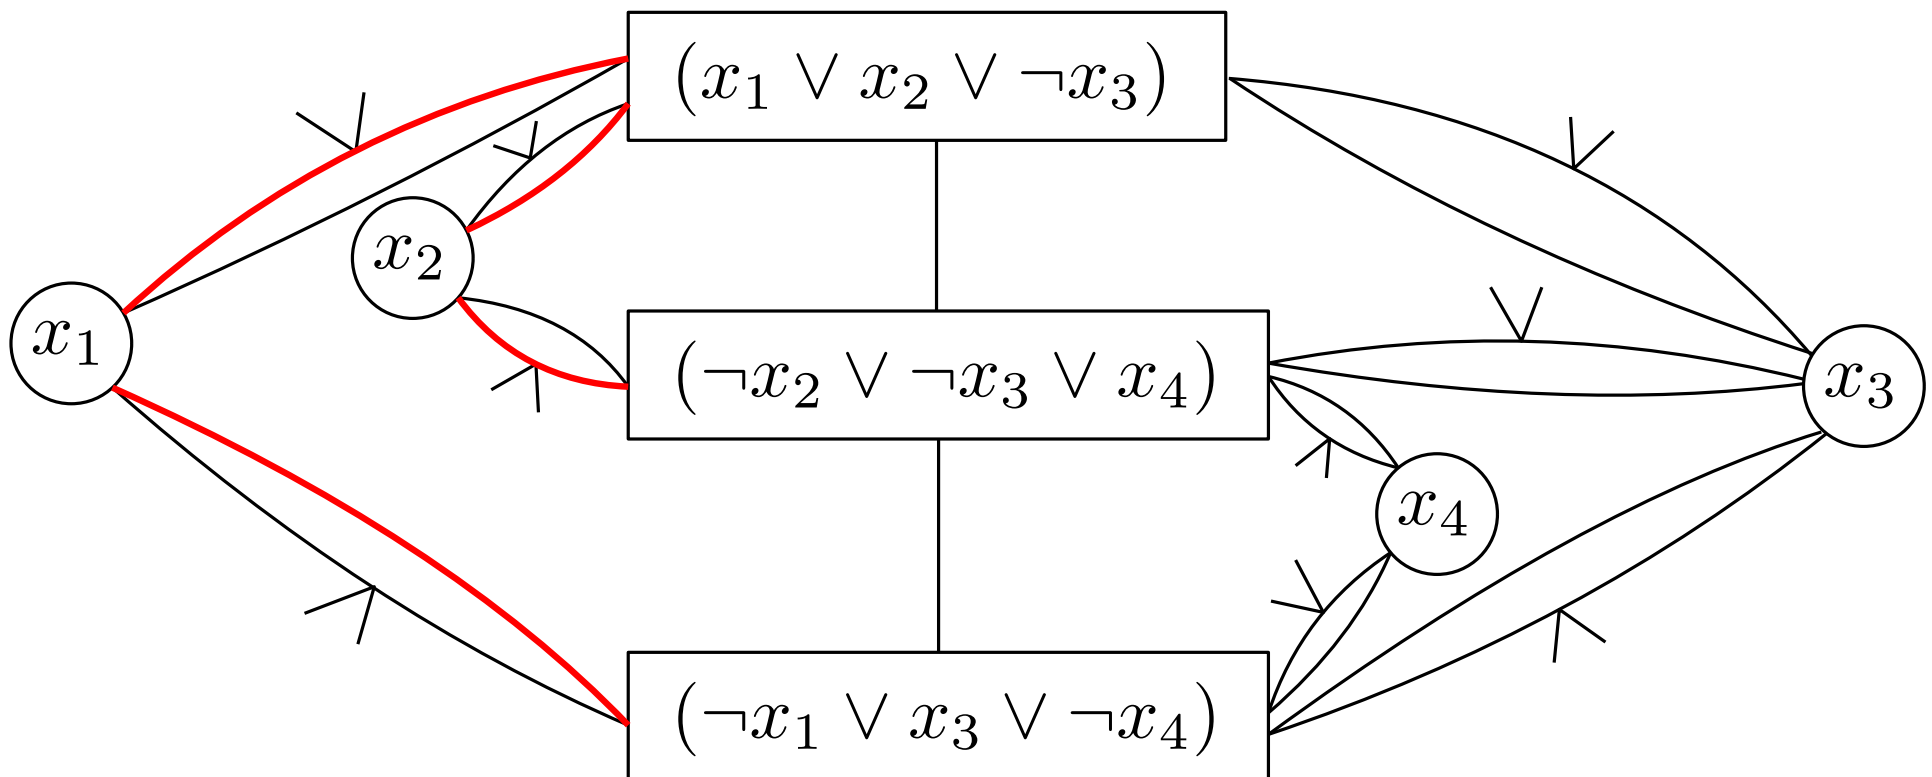 (x₁ ∨ x₂ ∨ ¬x₃)
x₂
x₁
(¬x₂ ∨ ¬x₃ ∨ x₄)
x₃
x₄
(¬x₁ ∨ x₃ ∨ ¬x₄)